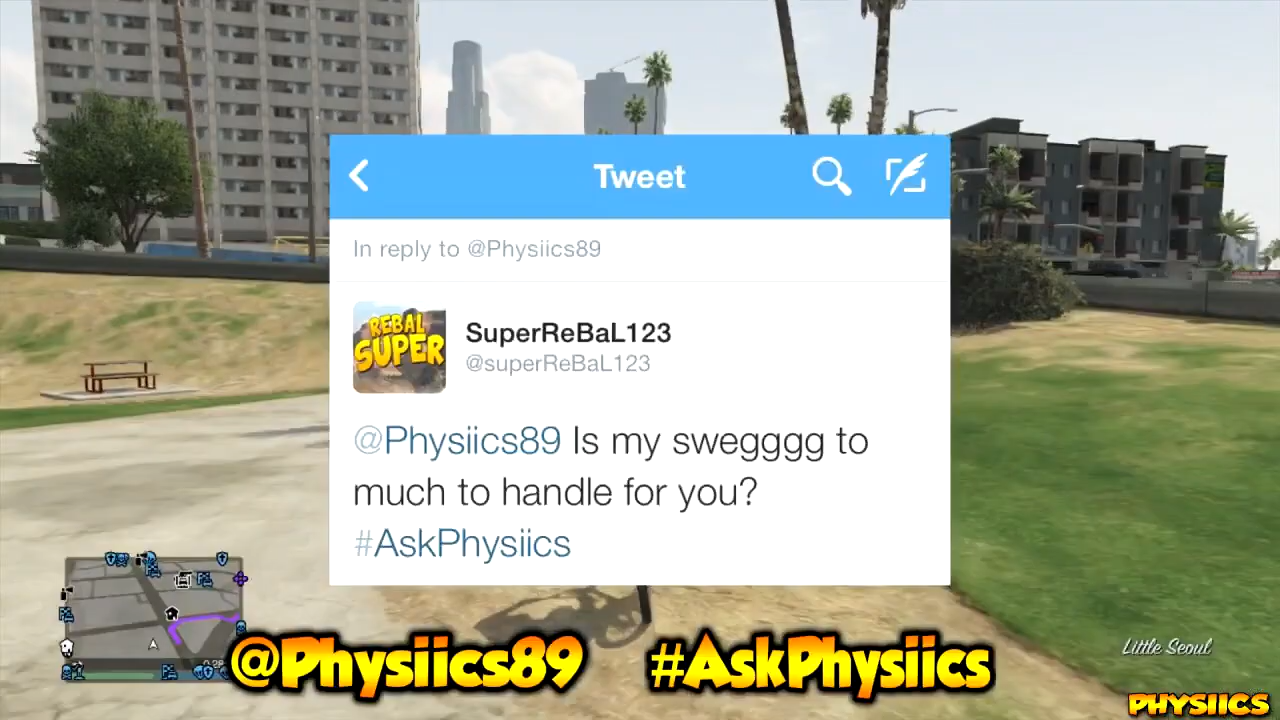 Tweet
In reply to @Physiics89
REBAL
SUPER
SuperReBaL123
@superReBaL123
@Physiics89 Is my swegggg to
much to handle for you?
#AskPhysiics
Little Seoul
@Physiics89 #AskPhysiics
PHYSIICS